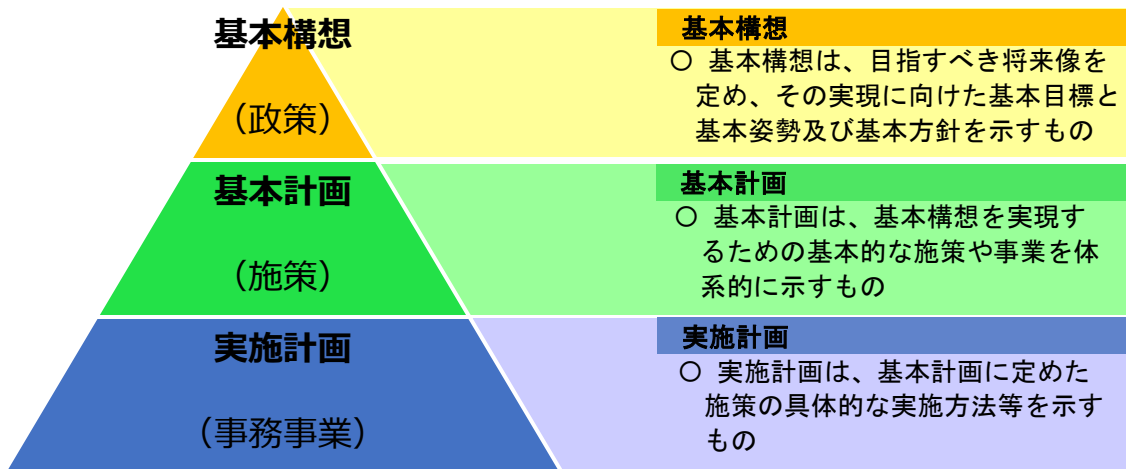 基本構想
（政策）
基本構想
○ 基本構想は、目指すべき将来像を
定め、その実現に向けた基本目標と
基本姿勢及び基本方針を示すもの
基本計画
（施策）
基本計画
○ 基本計画は、基本構想を実現す
るための基本的な施策や事業を体
系的に示すもの
実施計画
（事務事業）
実施計画
○ 実施計画は、基本計画に定めた
施策の具体的な実施方法等を示す
もの